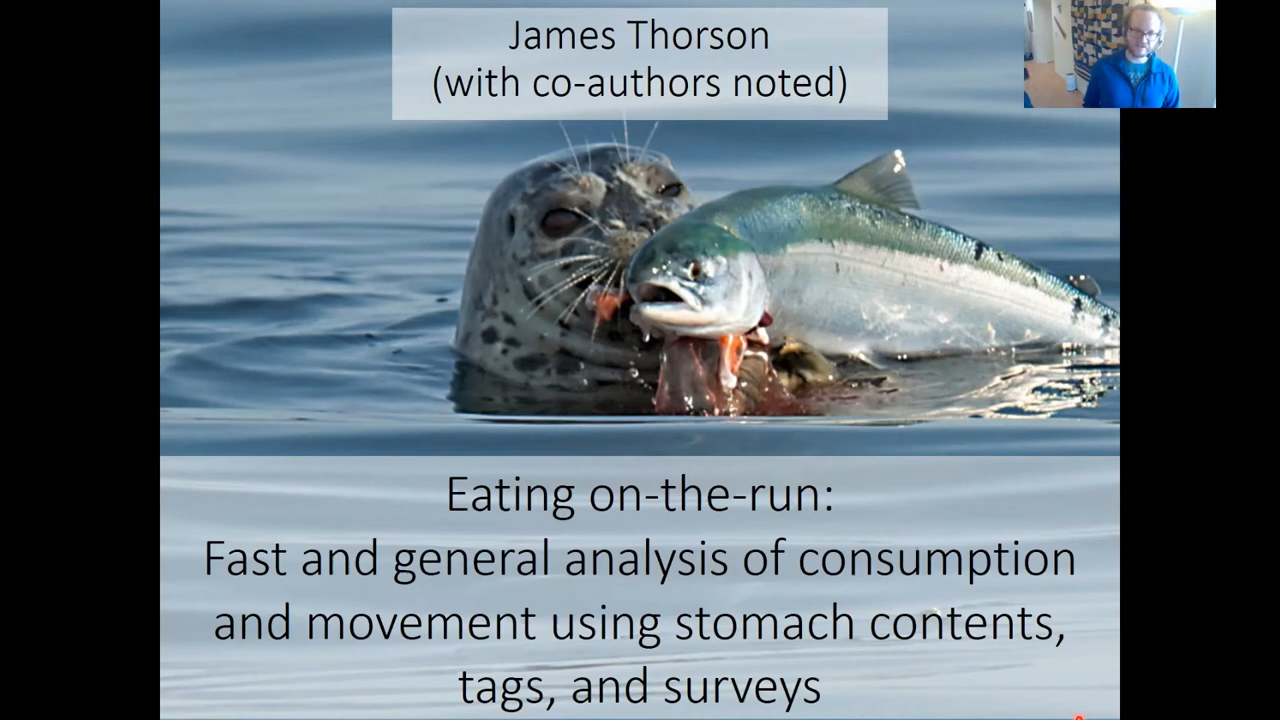 James Thorson
(with co-authors noted)
Eating on-the-run:
Fast and general analysis of consumption
and movement using stomach contents,
tags, and surveys